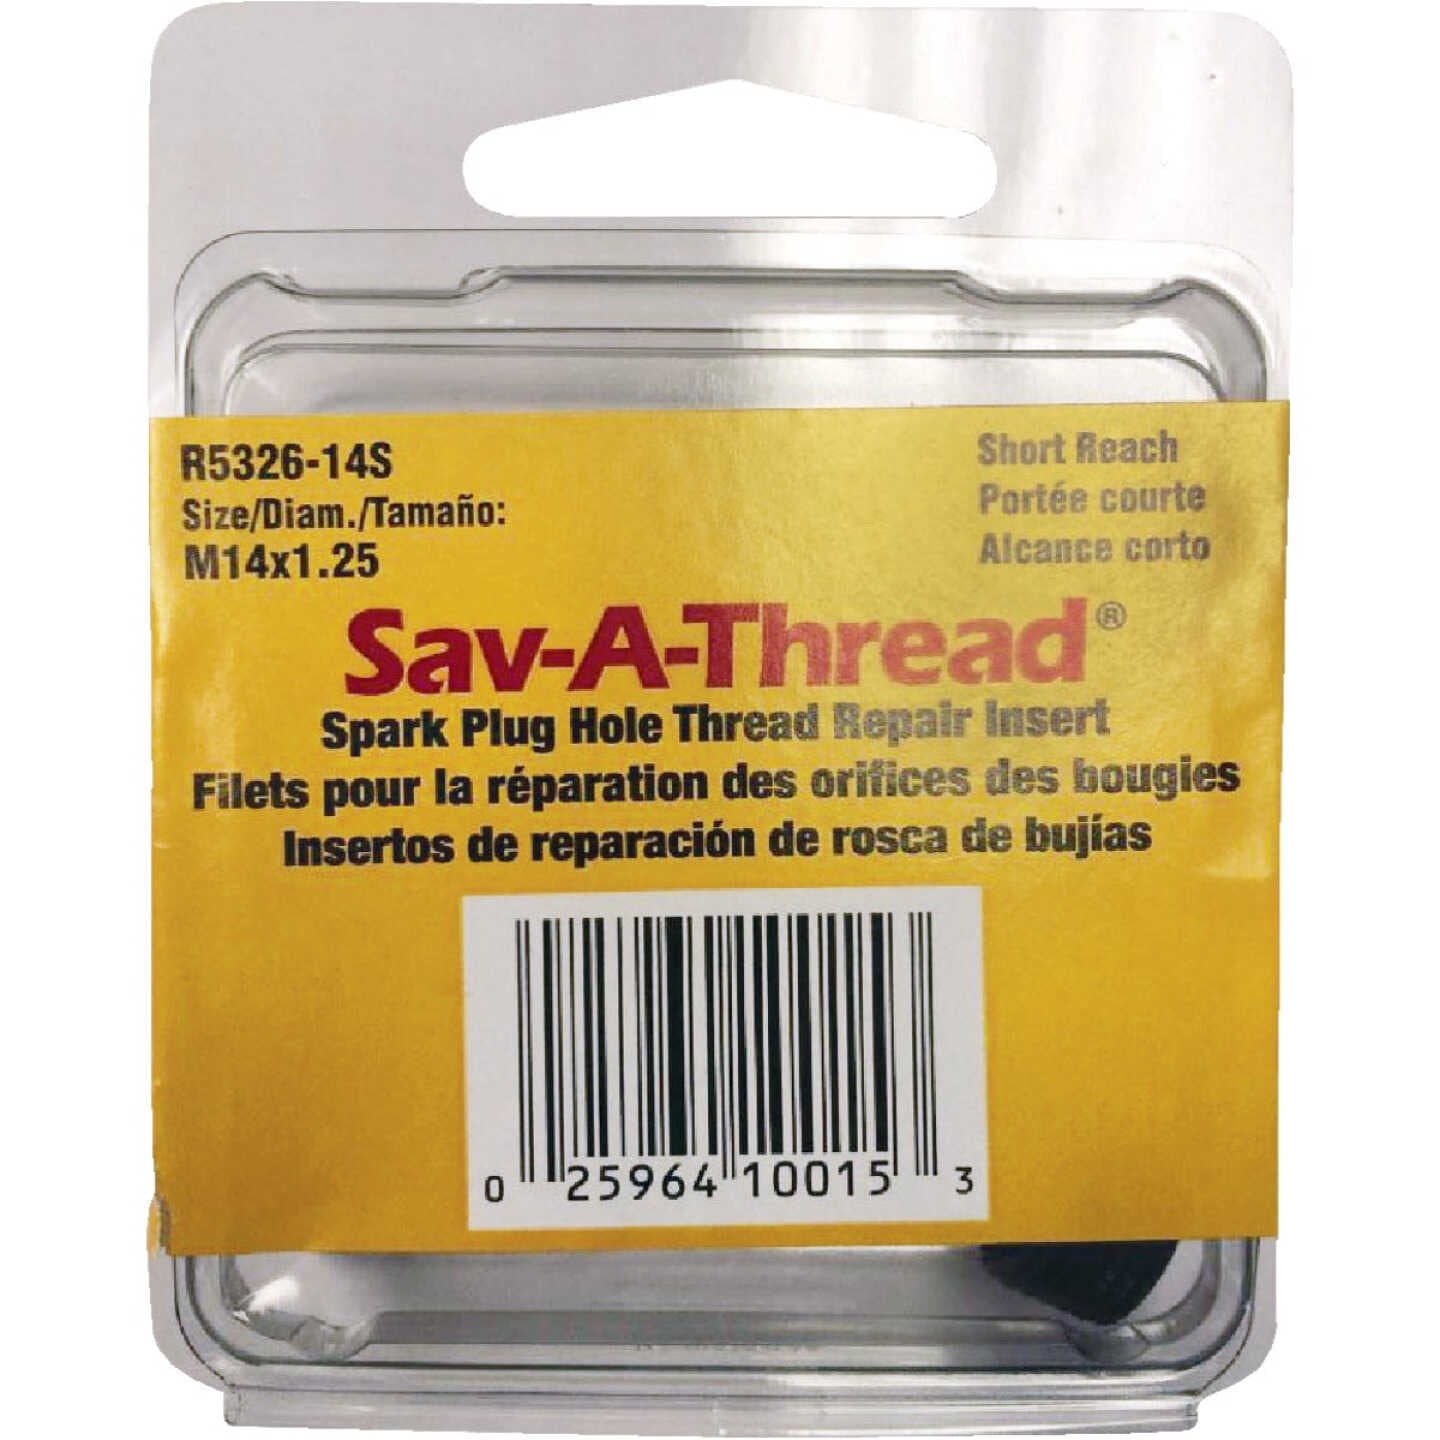 R5326-14S
Size/Diam./Tamaño:
M14x1.25
Short Reach
Portée courte
Alcance corto
Sav-A-Thread®
Spark Plug Hole Thread Repair Insert
Filets pour la réparation des orifices des bougies
Insertos de reparación de rosca de bujías
0 25964 10015 3